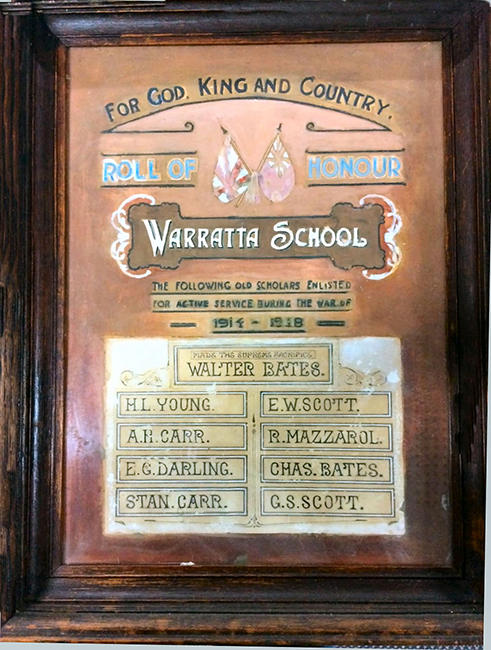 FOR GOD, KING AND COUNTRY.
ROLL OF HONOUR
WARRATTA SCHOOL
THE FOLLOWING OLD SCHOLARS ENLISTED
FOR ACTIVE SERVICE DURING THE WAR OF
1914 - 1918
MADE THE SUPREME SACRIFICE
WALTER BATES.
H.L. YOUNG. E.W. SCOTT.
A.H. CARR. R. MAZZAROL.
E.G. DARLING. CHAS. BATES.
STAN. CARR. G.S. SCOTT.